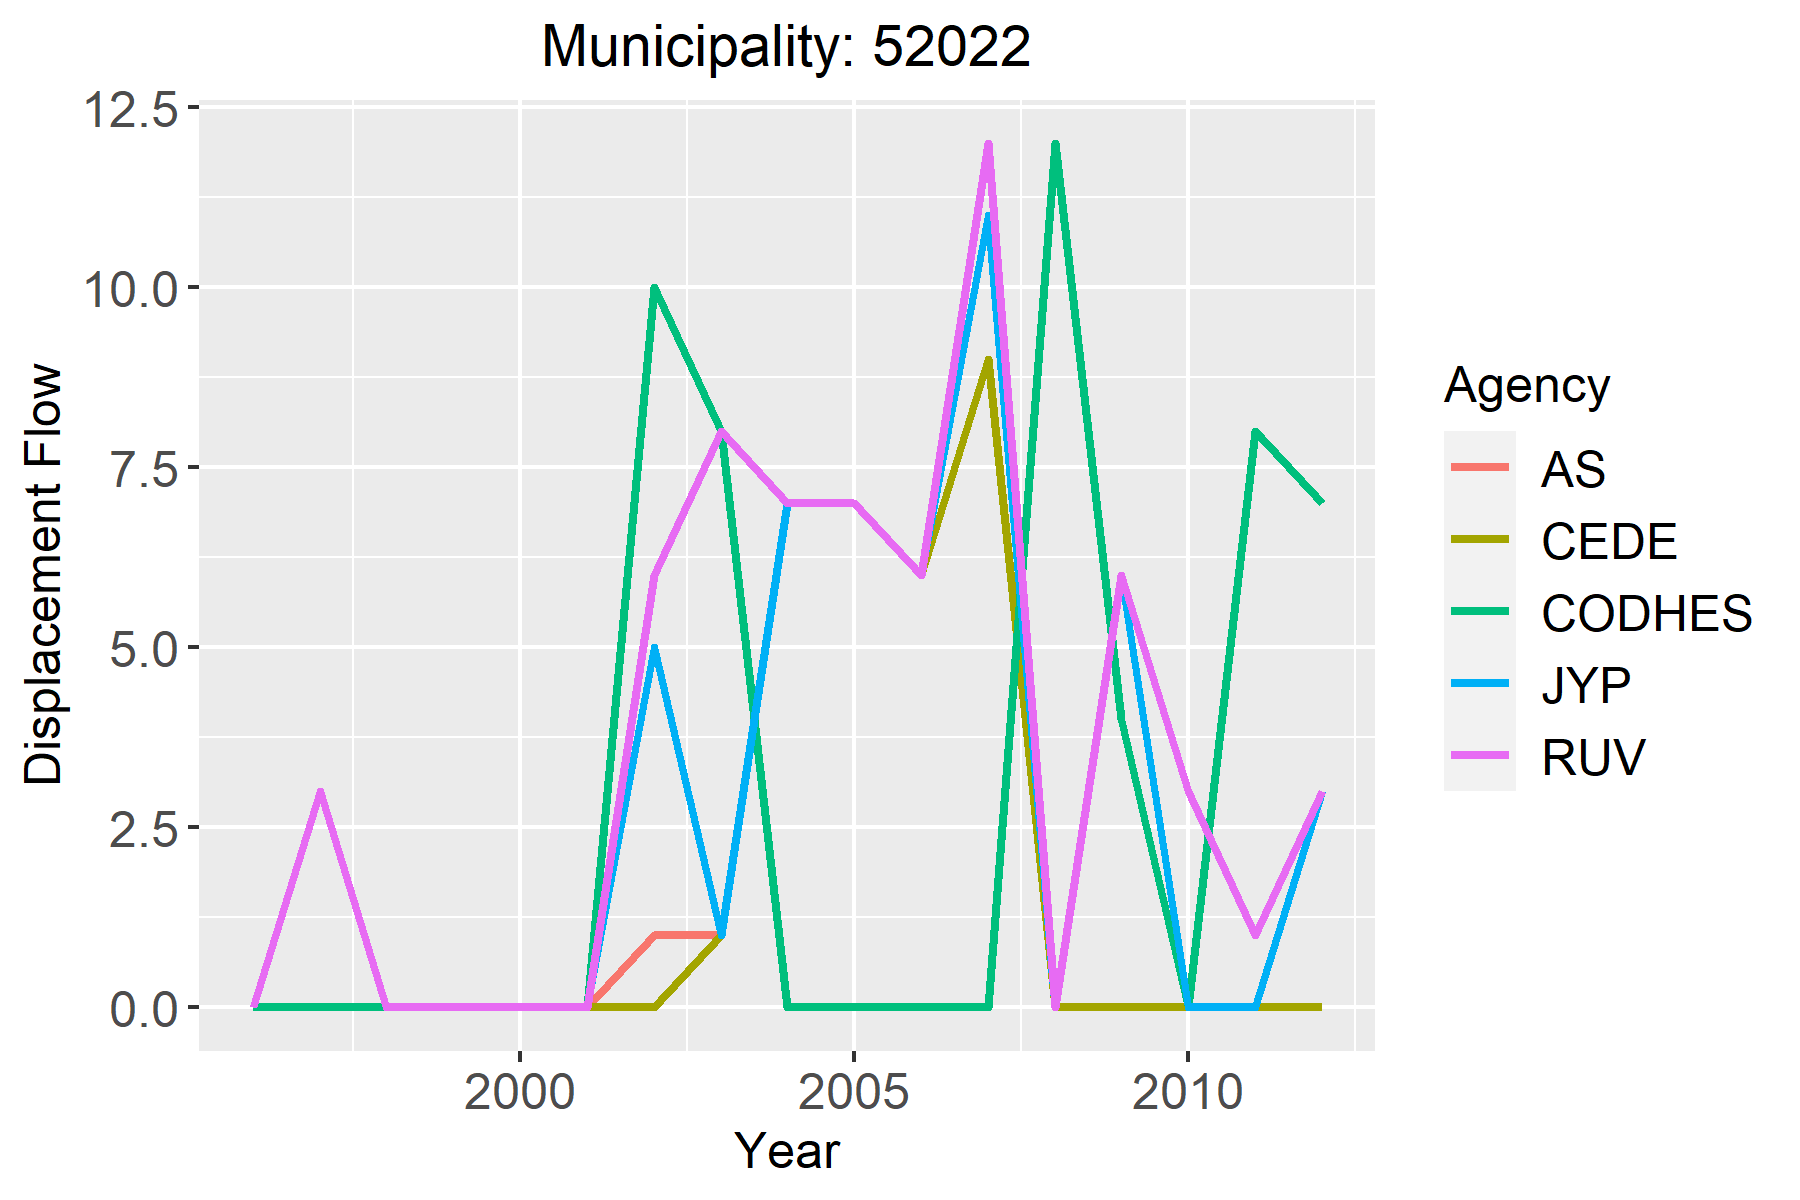 Municipality: 52022
12.5
10.0
7.5
5.0
2.5
0.0
Displacement Flow
2000 2005 2010
Year
Agency
AS
CEDE
CODHES
JYP
RUV